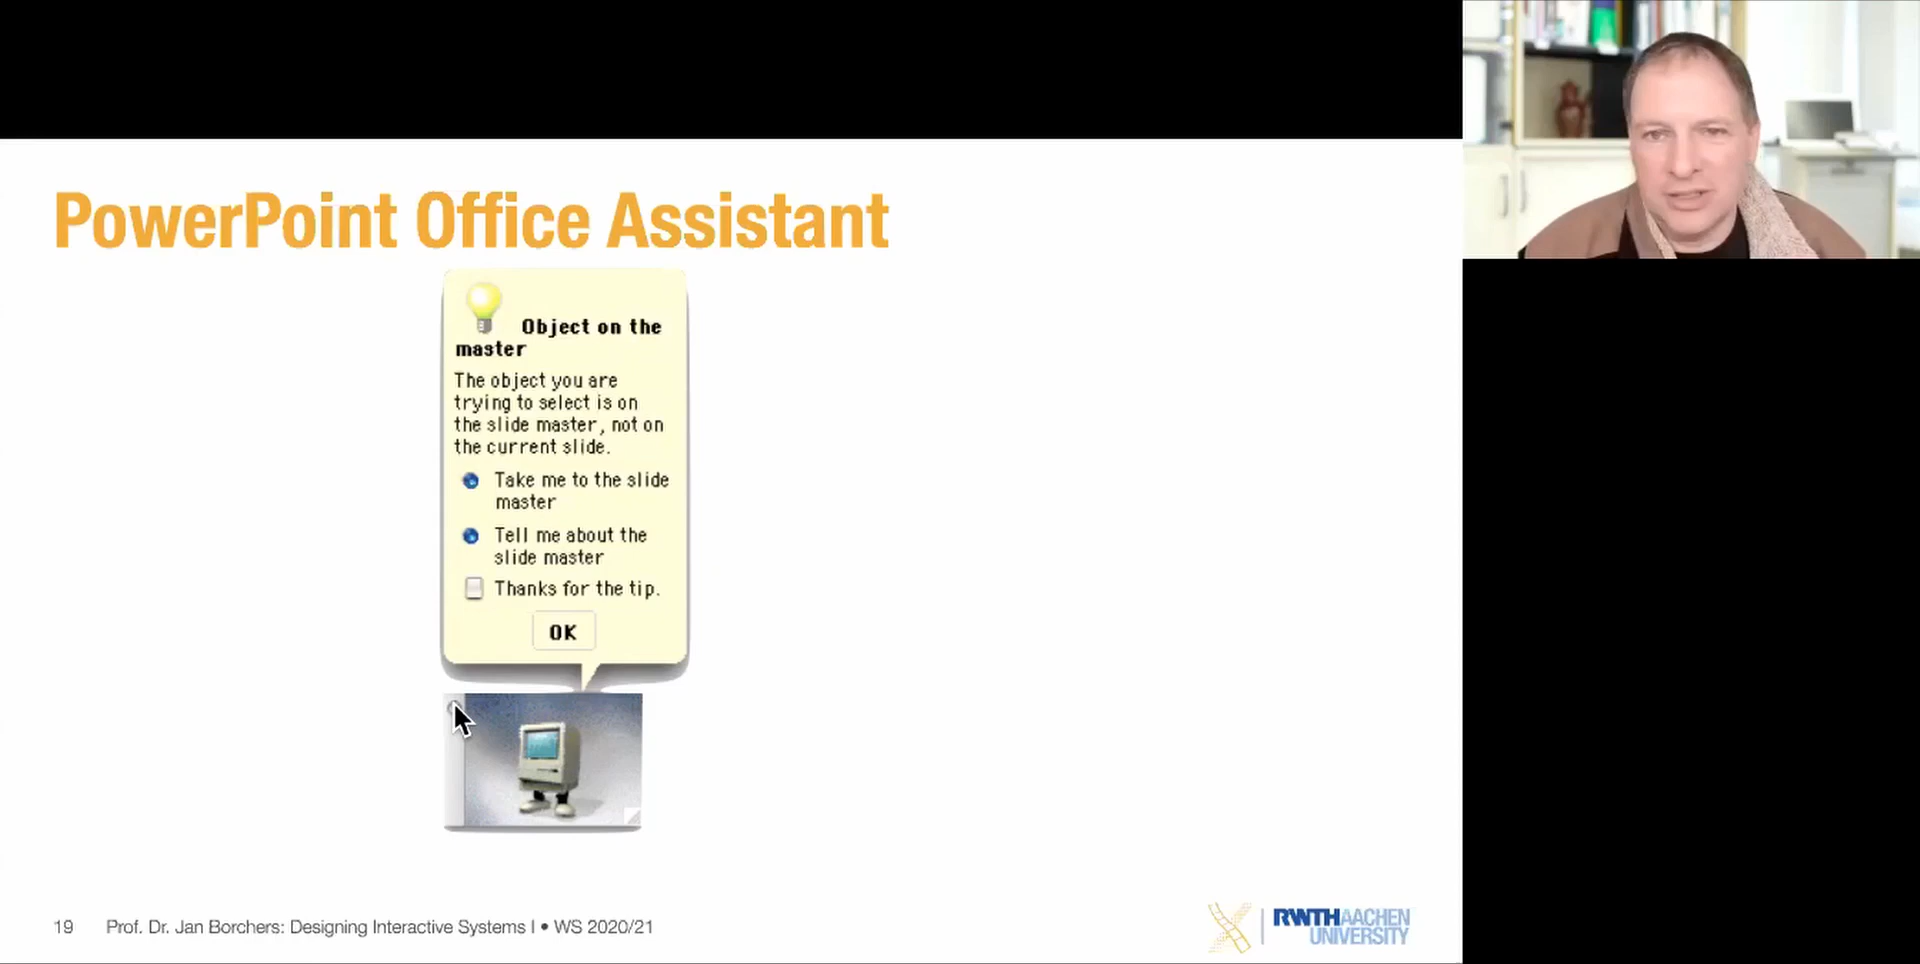 PowerPoint Office Assistant
Object on the
master
The object you are
trying to select is on
the slide master, not on
the current slide.
Take me to the slide
master
Tell me about the
slide master
Thanks for the tip.
OK
19 Prof. Dr. Jan Borchers: Designing Interactive Systems I • WS 2020/21
RWTHAACHEN
UNIVERSITY